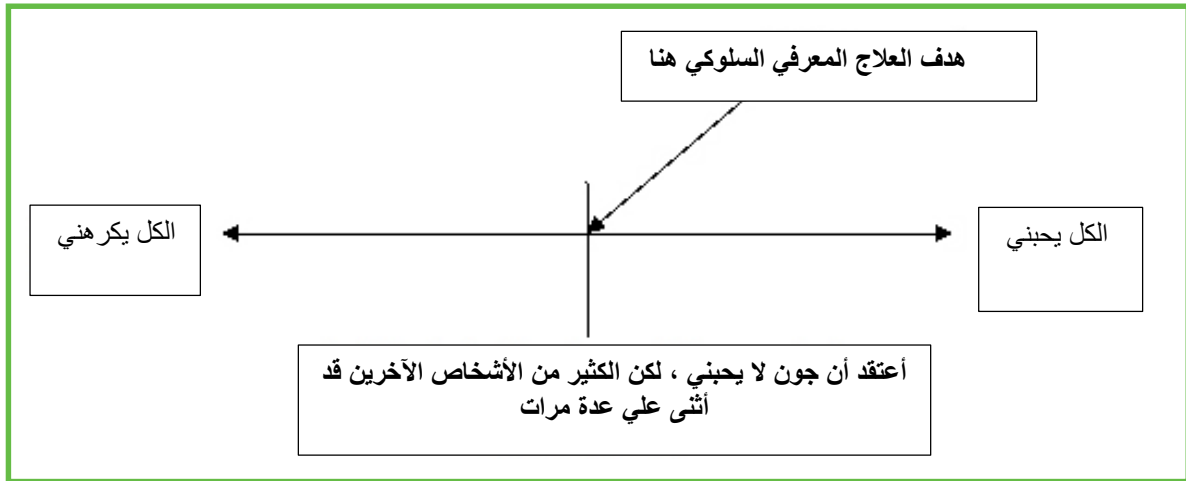 هدف العلاج المعرفي السلوكي هنا
الكل يحبني
الكل يكرهني
أعتقد أن جون لا يحبني ، لكن الكثير من الأشخاص الآخرين قد
أثنى علي عدة مرات